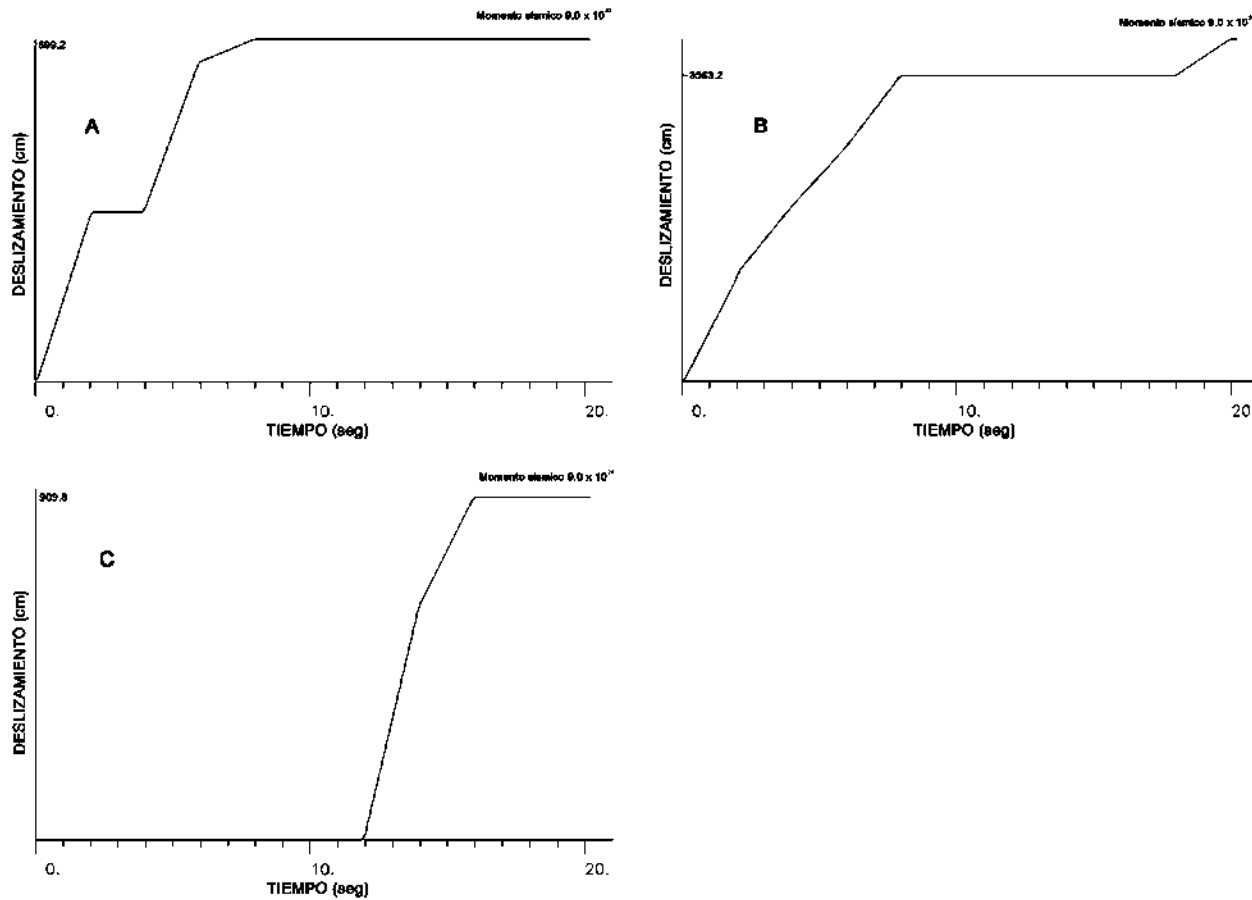 Momento sísmico 9.0 x 10
699.2
A
DESLIZAMIENTO (cm)
0. 10. 20.
TIEMPO (seg)
Momento sísmico 9.0 x 10
3563.2
B
DESLIZAMIENTO (cm)
0. 10. 20.
TIEMPO (seg)
Momento sísmico 9.0 x 10
909.8
C
DESLIZAMIENTO (cm)
0. 10. 20.
TIEMPO (seg)